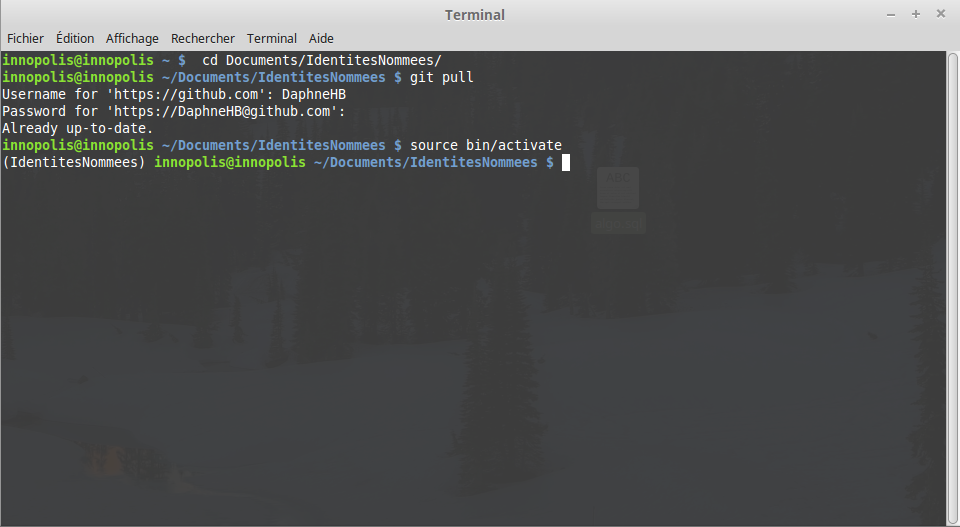 Terminal
Fichier Édition Affichage Rechercher Terminal Aide
innopolis@innopolis ~ $  cd Documents/IdentitesNommees/
innopolis@innopolis ~/Documents/IdentitesNommees $ git pull
Username for 'https://github.com': DaphneHB
Password for 'https://DaphneHB@github.com':
Already up-to-date.
innopolis@innopolis ~/Documents/IdentitesNommees $ source bin/activate
(IdentitesNommees) innopolis@innopolis ~/Documents/IdentitesNommees $
ABC